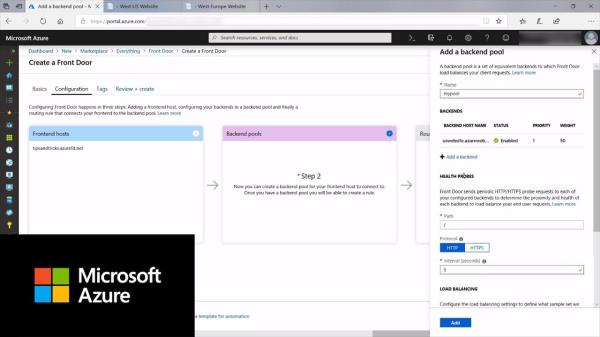 Add a backend pool - M
- West US Website
- West Europe Website
https://portal.azure.com
Microsoft Azure
Search resources, services, and docs
Dashboard > New > Marketplace > Everything > Front Door > Create a Front Door
Create a Front Door
Basics Configuration Tags Review + create
Configuring Front Door happens in three steps: Adding a frontend host, configuring your backends in a backend pool and finally a
routing rule that connects your frontend to the backend pool. Learn more
Frontend hosts
tipsandtricks.azurefd.net
Backend pools
* Step 2
Now you can create a backend pool for your frontend host to connect to.
Once you have a backend pool you will be able to create a rule.
Rou
a template for automation
Microsoft
Azure
Add a backend pool
A backend pool is a set of equivalent backends to which Front Door
load balances your client requests. Learn more
* Name
mypool
BACKENDS
BACKEND HOST NAME STATUS PRIORITY WEIGHT
uswebsite.azureweb... Enabled 1 50
+ Add a backend
HEALTH PROBES
Front Door sends periodic HTTP/HTTPS probe requests to each of
your configured backends to determine the proximity and health of
each backend to load balance your end user requests. Learn more
* Path
/
Protocol
HTTP HTTPS
* Interval (seconds)
5
LOAD BALANCING
Configure the load balancing settings to define what sample set we
Add